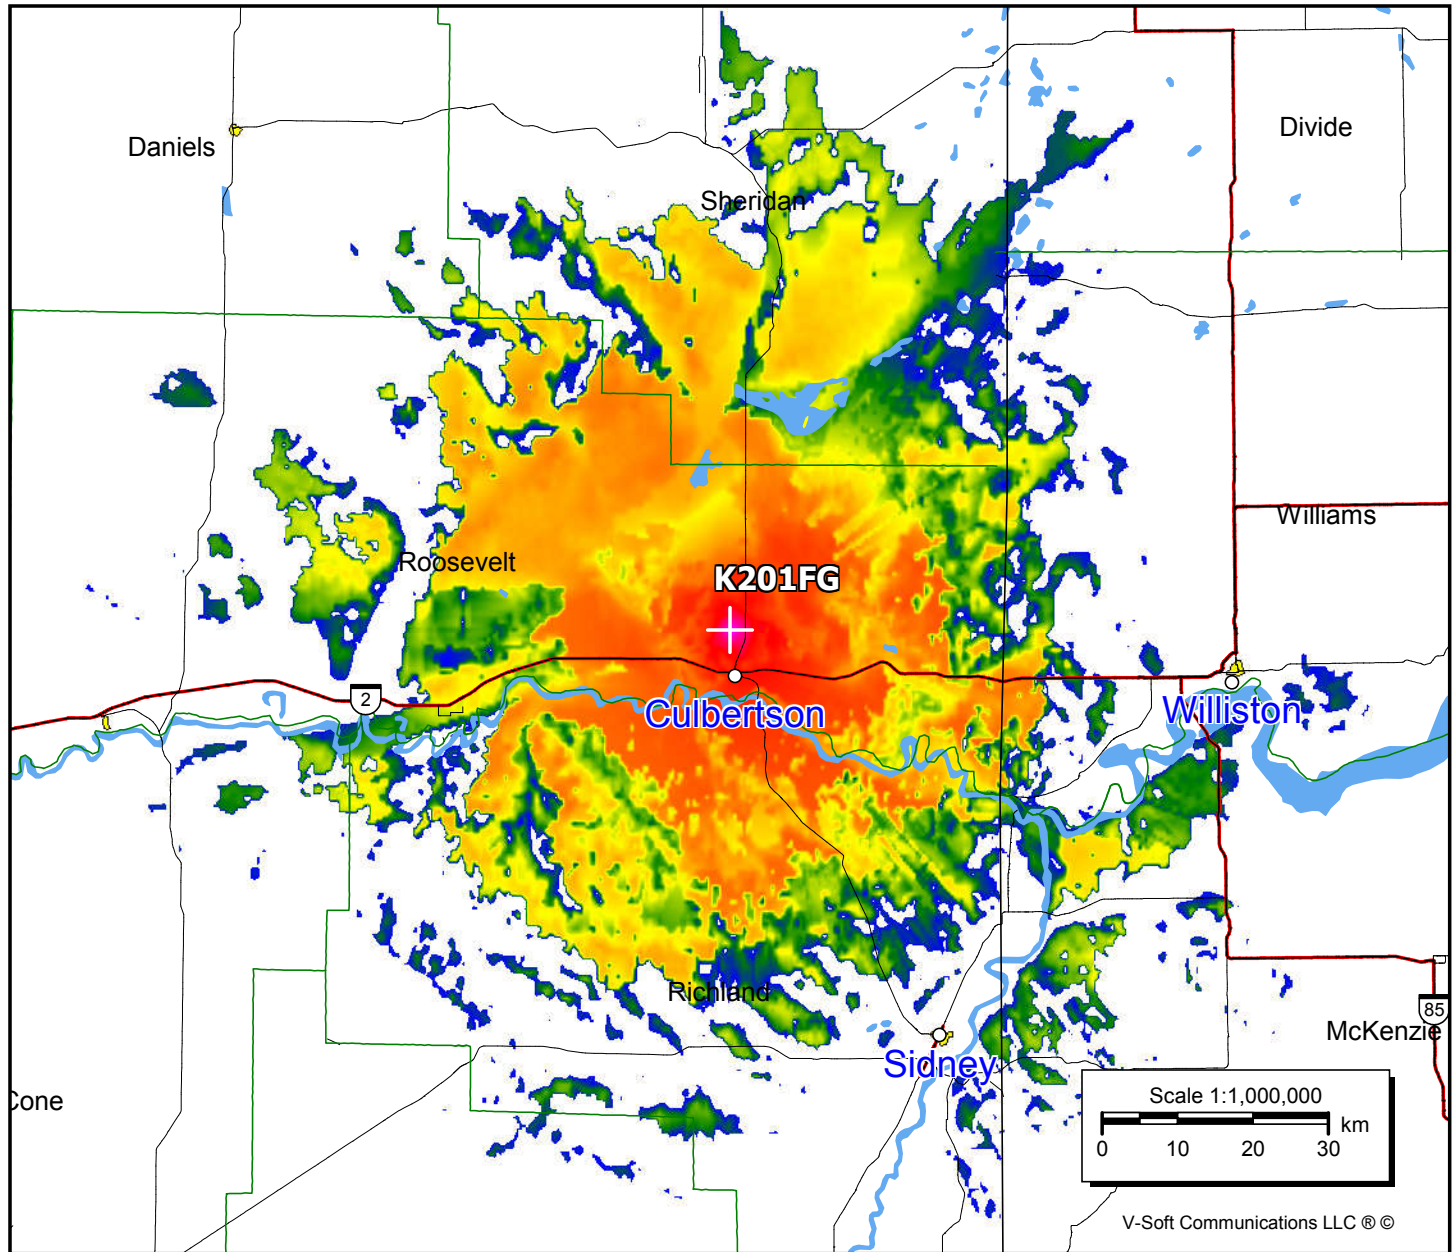 Divide
Daniels
Sheridan
Williams
Roosevelt
K201FG
2
Culbertson
Williston
Richland
85
McKenzie
Sidney
Cone
Scale 1:1,000,000
km
0 10 20 30
V-Soft Communications LLC ® ©